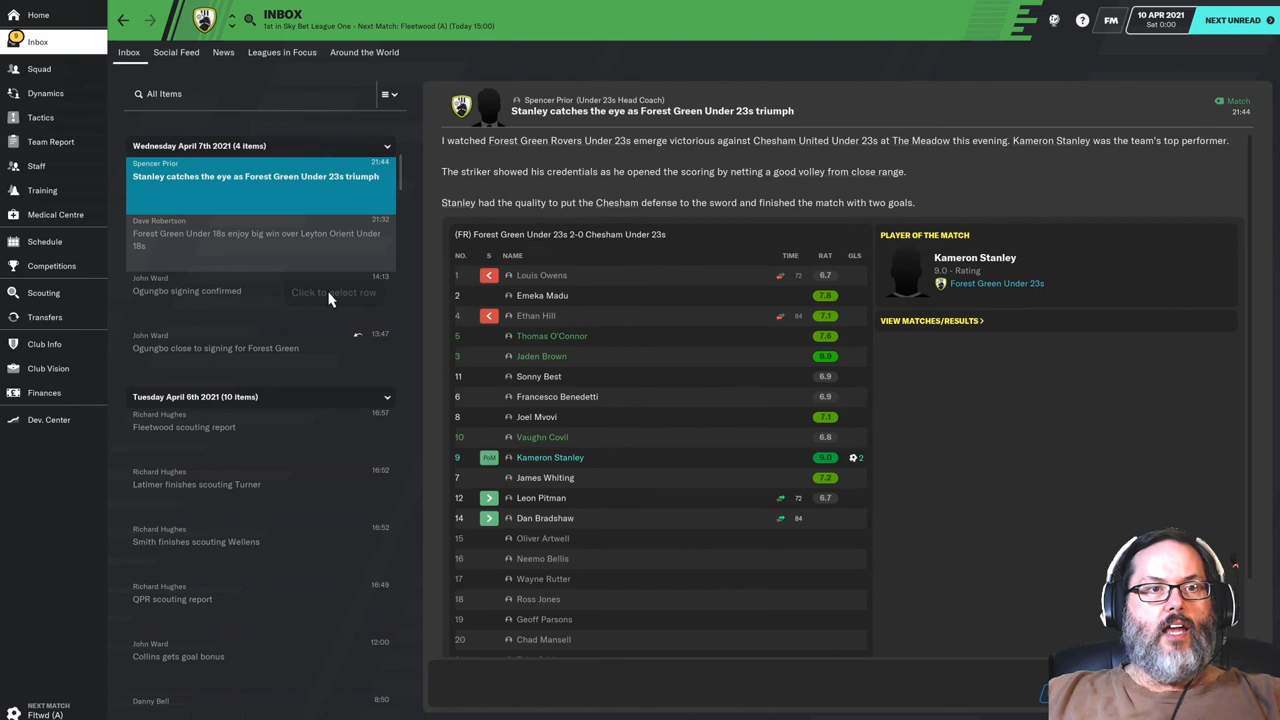 Home
INBOX
1st in Sky Bet League One - Next Match: Fleetwood (A) (Today 15:00)
FM
10 APR 2021
Sat 0:00
NEXT UNREAD
9
Inbox
Squad
Dynamics
Tactics
Team Report
Staff
Training
Medical Centre
Schedule
Competitions
Scouting
Transfers
Club Info
Club Vision
Finances
Dev. Center
NEXT MATCH
Fltwd (A)
Inbox
Social Feed
News
Leagues in Focus
Around the World
All Items
Wednesday April 7th 2021 (4 items)
Spencer Prior
21:44
Stanley catches the eye as Forest Green Under 23s triumph
Dave Robertson
21:32
Forest Green Under 18s enjoy big win over Leyton Orient Under
18s
John Ward
14:13
Ogungbo signing confirmed
Click to select row
John Ward
13:47
Ogungbo close to signing for Forest Green
Tuesday April 6th 2021 (10 items)
Richard Hughes
16:57
Fleetwood scouting report
Richard Hughes
16:52
Latimer finishes scouting Turner
Richard Hughes
16:52
Smith finishes scouting Wellens
Richard Hughes
16:49
QPR scouting report
John Ward
12:00
Collins gets goal bonus
Danny Bell
8:50
Spencer Prior (Under 23s Head Coach)
Stanley catches the eye as Forest Green Under 23s triumph
Match
21:44
I watched Forest Green Rovers Under 23s emerge victorious against Chesham United Under 23s at The Meadow this evening. Kameron Stanley was the team's top performer.
The striker showed his credentials as he opened the scoring by netting a good volley from close range.
Stanley had the quality to put the Chesham defense to the sword and finished the match with two goals.
(FR) Forest Green Under 23s 2-0 Chesham Under 23s
NO. S NAME TIME RAT GLS
1 Louis Owens 72 6.7
2 Emeka Madu 7.8
4 Ethan Hill 84 7.1
5 Thomas O'Connor 7.6
3 Jaden Brown 8.9
11 Sonny Best 6.9
6 Francesco Benedetti 6.9
8 Joel Mvovi 7.1
10 Vaughn Covil 6.8
9 PoM Kameron Stanley 9.0 2
7 James Whiting 7.2
12 Leon Pitman 72 6.7
14 Dan Bradshaw 84
15 Oliver Artwell
16 Neemo Bellis
17 Wayne Rutter
18 Ross Jones
19 Geoff Parsons
20 Chad Mansell
PLAYER OF THE MATCH
Kameron Stanley
9.0 - Rating
Forest Green Under 23s
VIEW MATCHES/RESULTS >